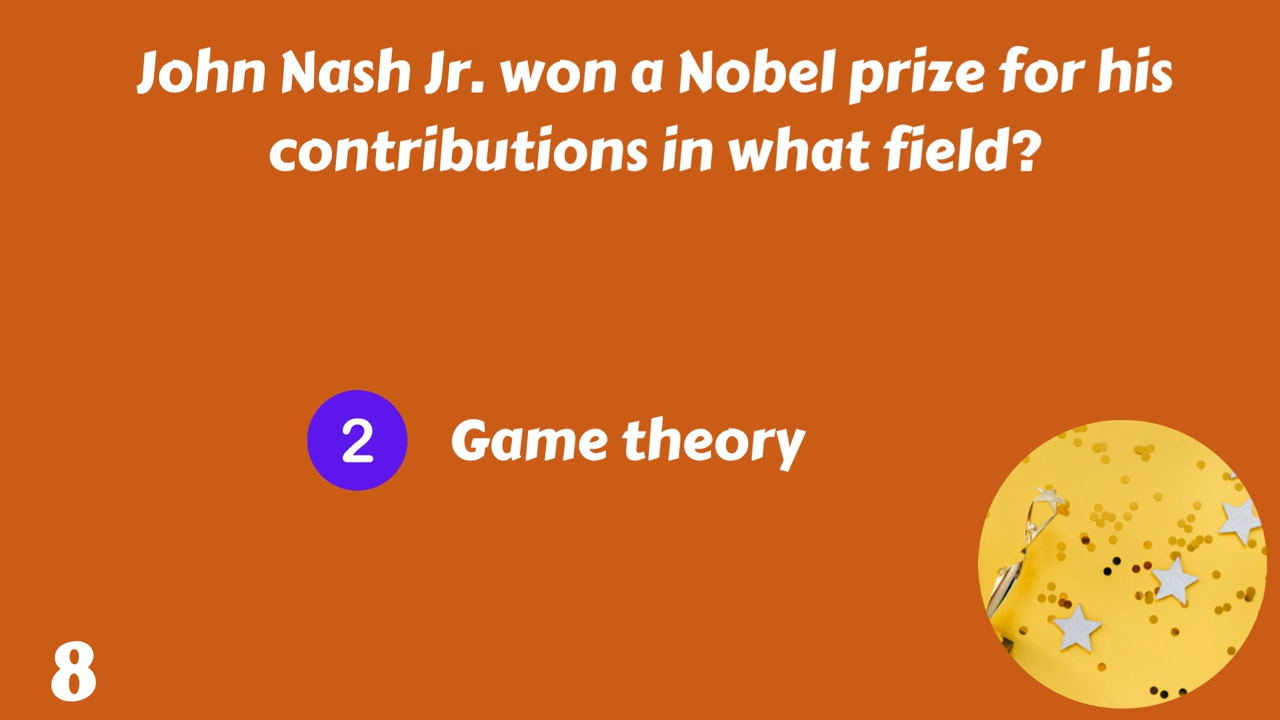 John Nash Jr. won a Nobel prize for his
contributions in what field?
2 Game theory
8